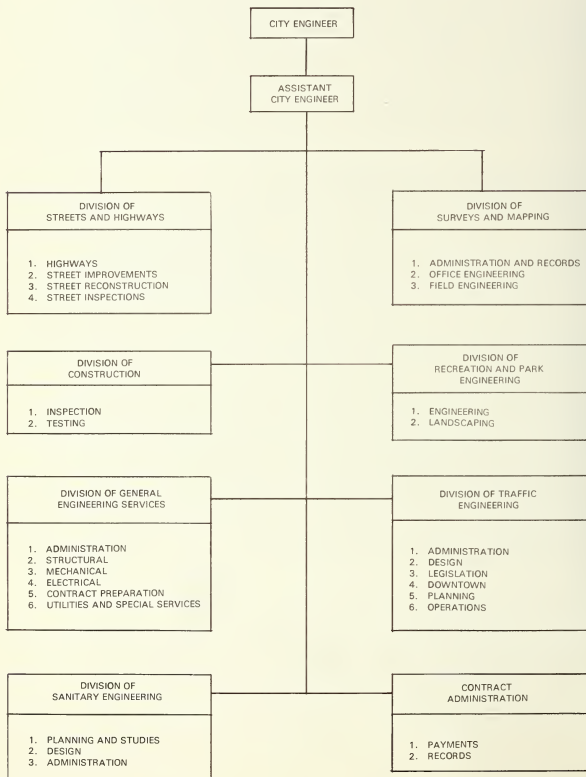 CITY ENGINEER
ASSISTANT
CITY ENGINEER
DIVISION OF
STREETS AND HIGHWAYS
1. HIGHWAYS
2. STREET IMPROVEMENTS
3. STREET RECONSTRUCTION
4. STREET INSPECTIONS
DIVISION OF
SURVEYS AND MAPPING
1. ADMINISTRATION AND RECORDS
2. OFFICE ENGINEERING
3. FIELD ENGINEERING
DIVISION OF
CONSTRUCTION
1. INSPECTION
2. TESTING
DIVISION OF
RECREATION AND PARK
ENGINEERING
1. ENGINEERING
2. LANDSCAPING
DIVISION OF GENERAL
ENGINEERING SERVICES
1. ADMINISTRATION
2. STRUCTURAL
3. MECHANICAL
4. ELECTRICAL
5. CONTRACT PREPARATION
6. UTILITIES AND SPECIAL SERVICES
DIVISION OF TRAFFIC
ENGINEERING
1. ADMINISTRATION
2. DESIGN
3. LEGISLATION
4. DOWNTOWN
5. PLANNING
6. OPERATIONS
DIVISION OF
SANITARY ENGINEERING
1. PLANNING AND STUDIES
2. DESIGN
3. ADMINISTRATION
CONTRACT
ADMINISTRATION
1. PAYMENTS
2. RECORDS